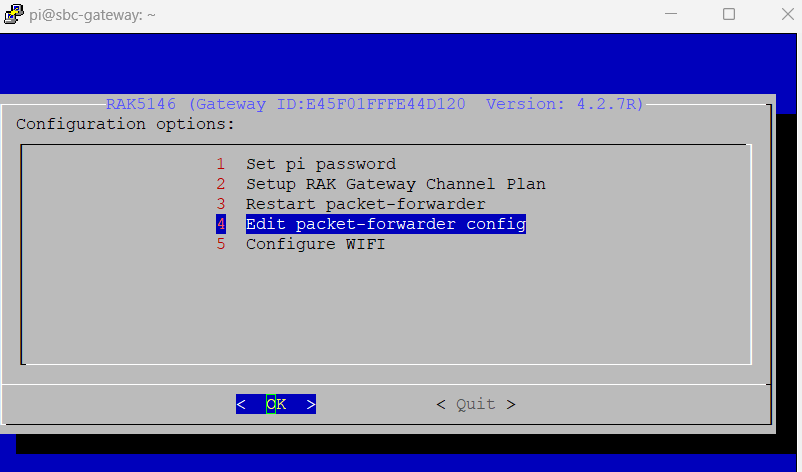 pi@sbc-gateway: ~
RAK5146 (Gateway ID:E45F01FFFE44D120  Version: 4.2.7R)
Configuration options:
1  Set pi password
2  Setup RAK Gateway Channel Plan
3  Restart packet-forwarder
4  Edit packet-forwarder config
5  Configure WIFI
<  OK  >  < Quit >